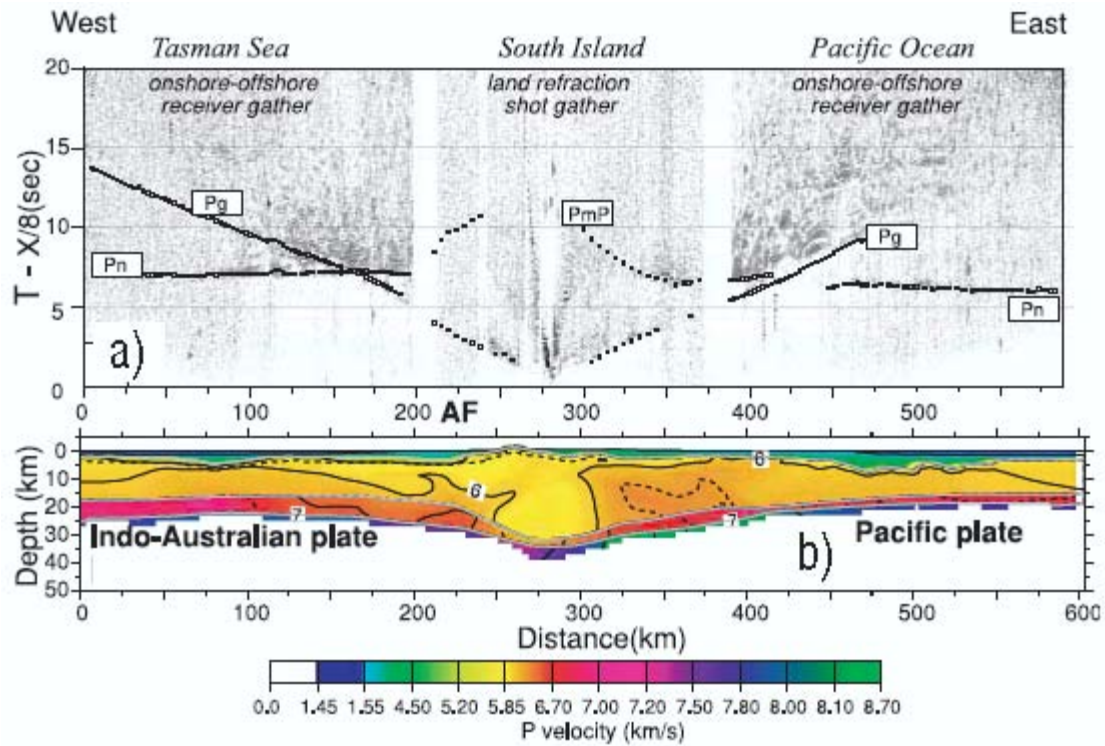 West
East
Tasman Sea
South Island
Pacific Ocean
onshore-offshore
receiver gather
land refraction
shot gather
onshore-offshore
receiver gather
T - X/8(sec)
20
15
10
5
0
Pg
Pn
PmP
Pg
Pn
a)
0
100
200
AF
300
400
500
Depth (km)
0
10
20
30
40
50
6
6
7
7
Indo-Australian plate
Pacific plate
b)
0
100
200
300
400
500
600
Distance(km)
0.0
1.45
1.55
4.50
5.20
5.85
6.70
7.00
7.20
7.50
7.80
8.00
8.10
8.70
P velocity (km/s)